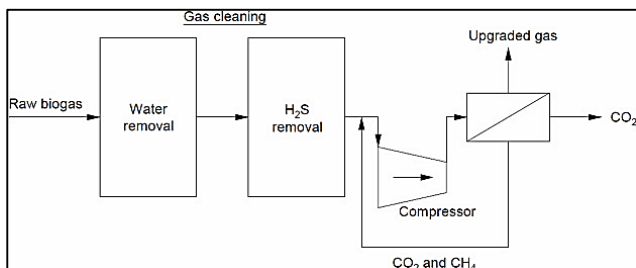 Gas cleaning
Upgraded gas
Raw biogas
Water
removal
H₂S
removal
CO₂
Compressor
CO₂ and CH₄